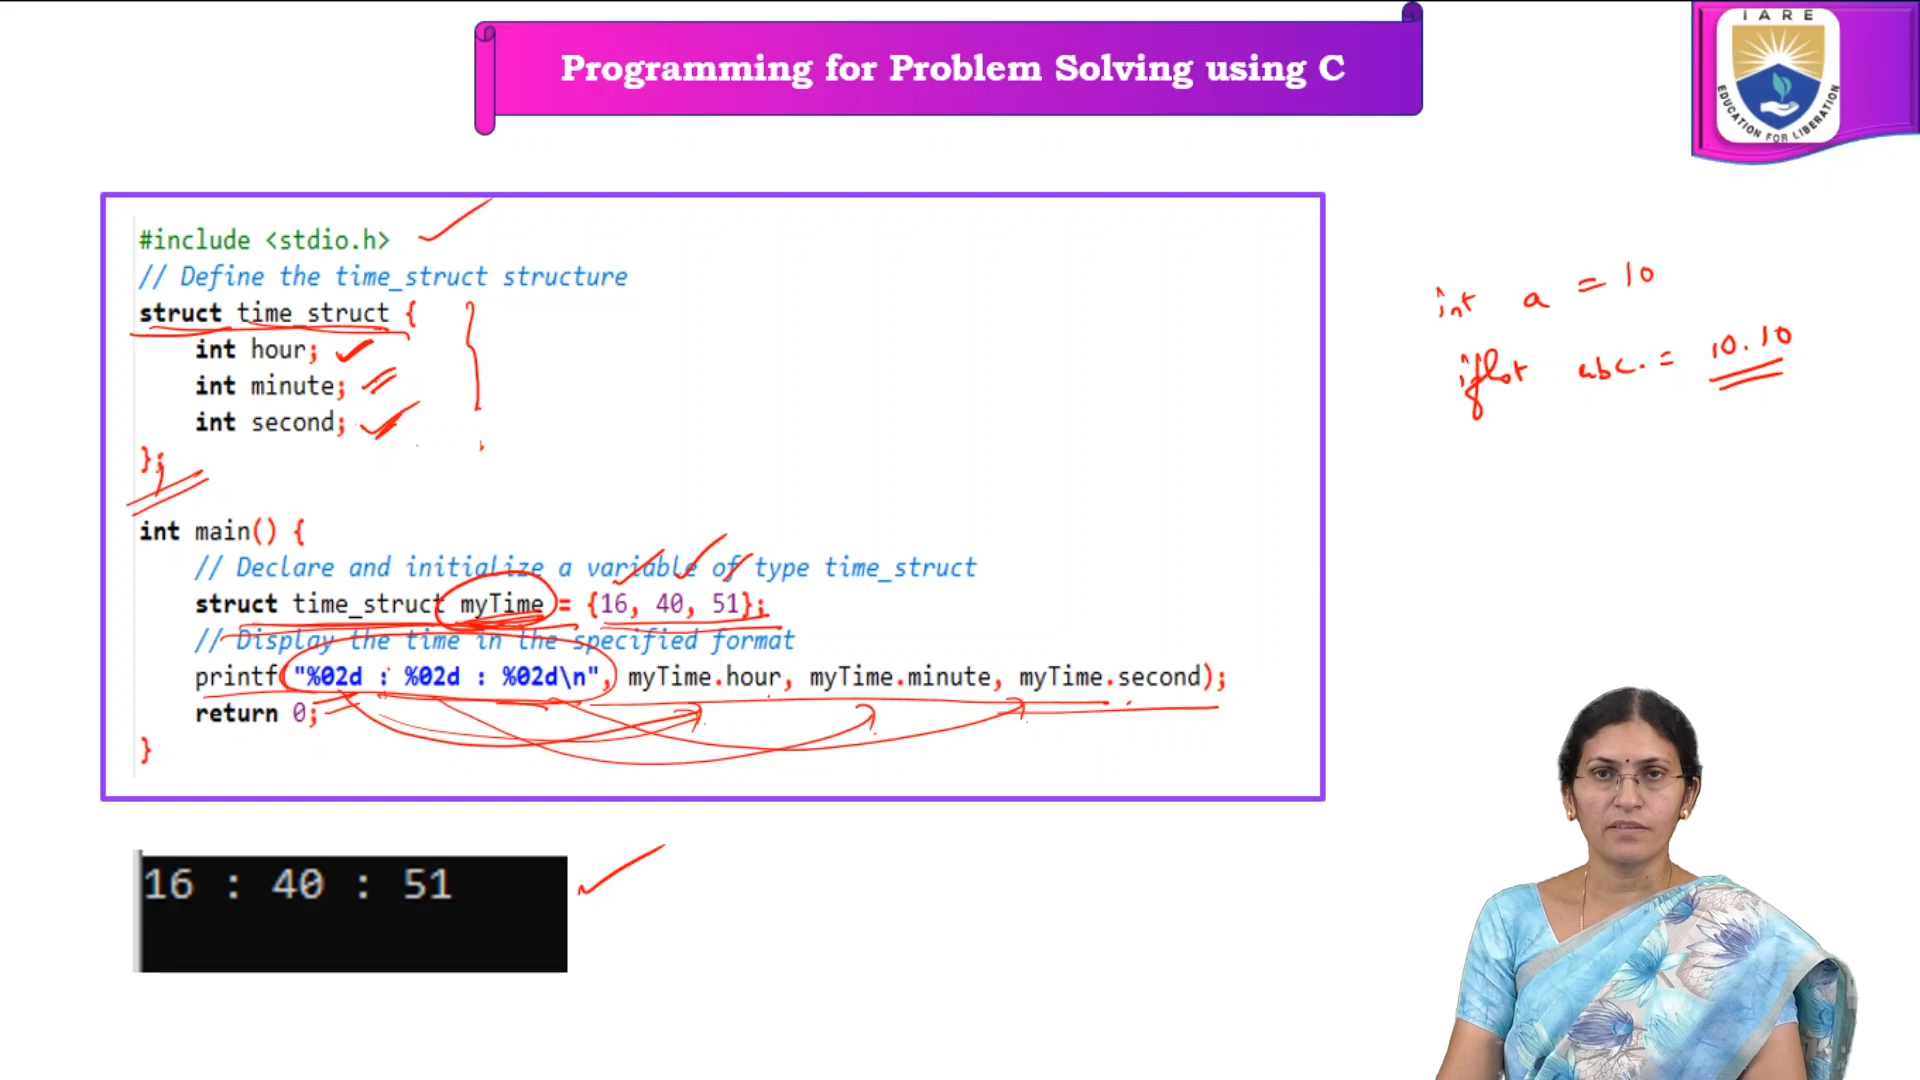 Programming for Problem Solving using C
IARE
EDUCATION FOR LIBERATION
#include <stdio.h>
// Define the time_struct structure
struct time_struct {
int hour;
int minute;
int second;
};
int main() {
// Declare and initialize a variable of type time_struct
struct time_struct myTime = {16, 40, 51};
// Display the time in the specified format
printf("%02d : %02d : %02d\n", myTime.hour, myTime.minute, myTime.second);
return 0;
}
int a = 10
abc. = 10.10
16 : 40 : 51